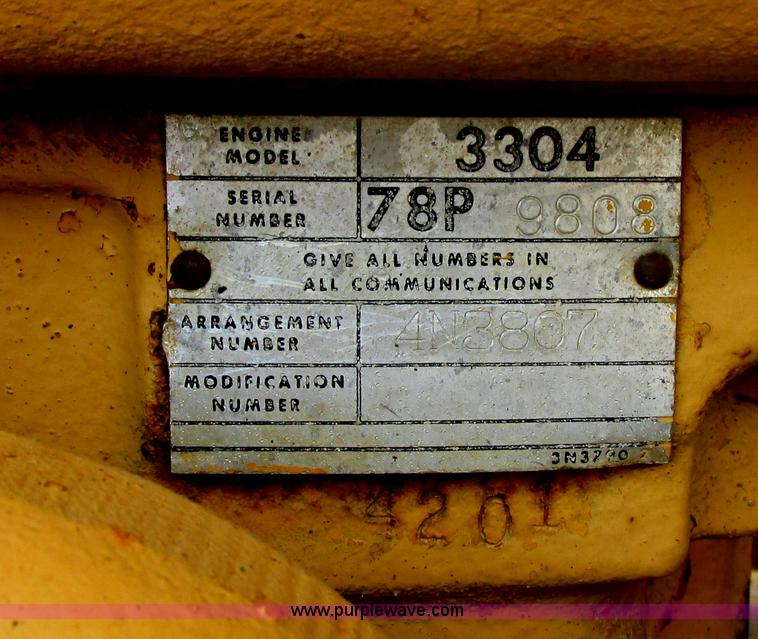 ENGINE MODEL 3304
SERIAL NUMBER 78P 9808
GIVE ALL NUMBERS IN
ALL COMMUNICATIONS
ARRANGEMENT NUMBER 4N3807
MODIFICATION NUMBER
4201
www.purplewave.com